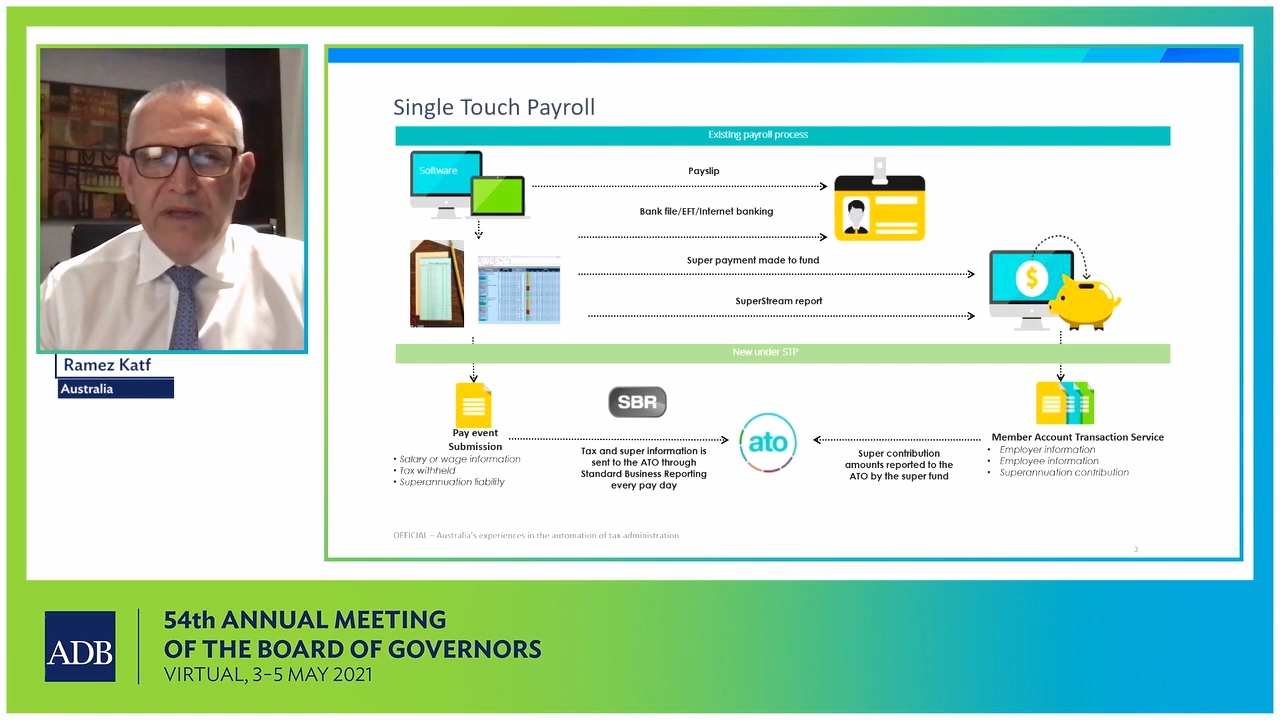 Single Touch Payroll
Existing payroll process
Software
Payslip
Bank file/EFT/Internet banking
Super payment made to fund
SuperStream report
$
New under STP
SBR
Pay event
Submission
• Salary or wage information
• Tax withheld
• Superannuation liability
Tax and super information is
sent to the ATO through
Standard Business Reporting
every pay day
ato
Super contribution
amounts reported to the
ATO by the super fund
Member Account Transaction Service
• Employer information
• Employee information
• Superannuation contribution
OFFICIAL – Australia's experiences in the automation of tax administration
3
Ramez Katf
Australia
ADB
54th ANNUAL MEETING
OF THE BOARD OF GOVERNORS
VIRTUAL, 3–5 MAY 2021